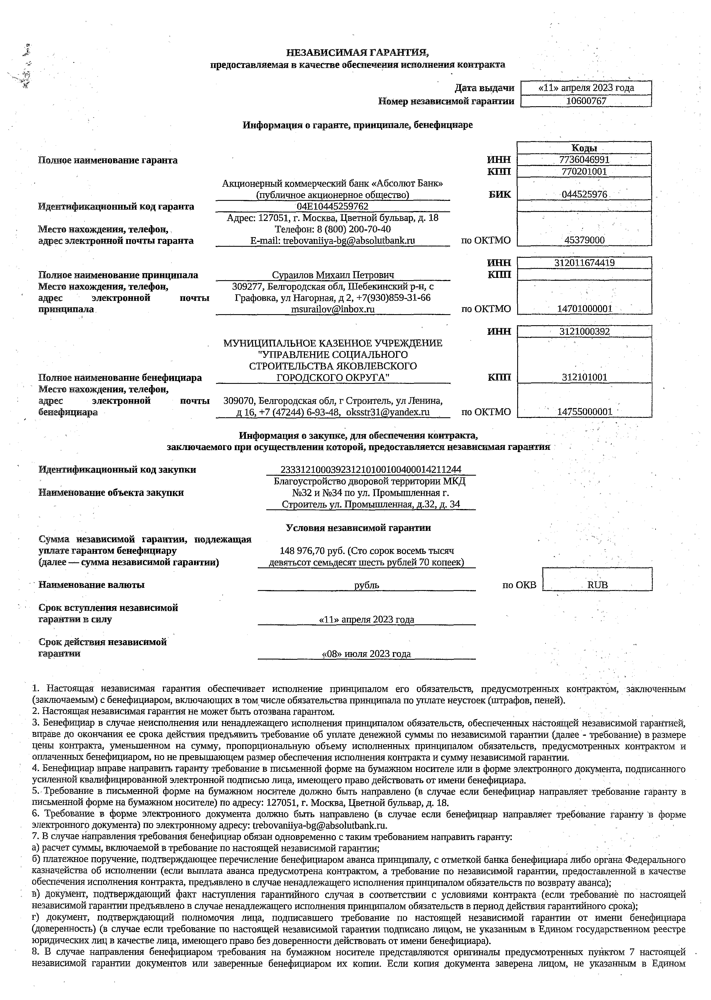 НЕЗАВИСИМАЯ ГАРАНТИЯ,
предоставляемая в качестве обеспечения исполнения контракта
Дата выдачи «11» апреля 2023 года
Номер независимой гарантии 10600767
Информация о гаранте, принципале, бенефициаре
Коды
Полное наименование гаранта ИНН 7736046991
КПП 770201001
Акционерный коммерческий банк «Абсолют Банк»
(публичное акционерное общество) БИК 044525976
Идентификационный код гаранта 04E10445259762
Адрес: 127051, г. Москва, Цветной бульвар, д. 18
Место нахождения, телефон, Телефон: 8 (800) 200-70-40
адрес электронной почты гаранта E-mail: trebovaniiya-bg@absolutbank.ru по ОКТМО 45379000
ИНН 312011674419
Полное наименование принципала Сураилов Михаил Петрович КПП
Место нахождения, телефон, 309277, Белгородская обл, Шебекинский р-н, с
адрес электронной почты Графовка, ул Нагорная, д 2, +7(930)859-31-66
принципала msurailov@inbox.ru по ОКТМО 14701000001
ИНН 3121000392
МУНИЦИПАЛЬНОЕ КАЗЕННОЕ УЧРЕЖДЕНИЕ
"УПРАВЛЕНИЕ СОЦИАЛЬНОГО
СТРОИТЕЛЬСТВА ЯКОВЛЕВСКОГО
Полное наименование бенефициара ГОРОДСКОГО ОКРУГА" КПП 312101001
Место нахождения, телефон,
адрес электронной почты 309070, Белгородская обл, г Строитель, ул Ленина,
бенефициара д 16, +7 (47244) 6-93-48, oksstr31@yandex.ru по ОКТМО 14755000001
Информация о закупке, для обеспечения контракта,
заключаемого при осуществлении которой, предоставляется независимая гарантия
Идентификационный код закупки 233312100039231210100100400014211244
Благоустройство дворовой территории МКД
Наименование объекта закупки №32 и №34 по ул. Промышленная г.
Строитель ул. Промышленная, д.32, д. 34
Условия независимой гарантии
Сумма независимой гарантии, подлежащая
уплате гарантом бенефициару 148 976,70 руб. (Сто сорок восемь тысяч
(далее — сумма независимой гарантии) девятьсот семьдесят шесть рублей 70 копеек)
Наименование валюты рубль по ОКВ RUB
Срок вступления независимой
гарантии в силу «11» апреля 2023 года
Срок действия независимой
гарантии «08» июля 2023 года
1. Настоящая независимая гарантия обеспечивает исполнение принципалом его обязательств, предусмотренных контрактом, заключенным
(заключаемым) с бенефициаром, включающих в том числе обязательства принципала по уплате неустоек (штрафов, пеней).
2. Настоящая независимая гарантия не может быть отозвана гарантом.
3. Бенефициар в случае неисполнения или ненадлежащего исполнения принципалом обязательств, обеспеченных настоящей независимой гарантией,
вправе до окончания ее срока действия предъявить требование об уплате денежной суммы по независимой гарантии (далее - требование) в размере
цены контракта, уменьшенном на сумму, пропорциональную объему исполненных принципалом обязательств, предусмотренных контрактом и
оплаченных бенефициаром, но не превышающем размер обеспечения исполнения контракта и сумму независимой гарантии.
4. Бенефициар вправе направить гаранту требование в письменной форме на бумажном носителе или в форме электронного документа, подписанного
усиленной квалифицированной электронной подписью лица, имеющего право действовать от имени бенефициара.
5. Требование в письменной форме на бумажном носителе должно быть направлено (в случае если бенефициар направляет требование гаранту в
письменной форме на бумажном носителе) по адресу: 127051, г. Москва, Цветной бульвар, д. 18.
6. Требование в форме электронного документа должно быть направлено (в случае если бенефициар направляет требование гаранту в форме
электронного документа) по электронному адресу: trebovaniiya-bg@absolutbank.ru.
7. В случае направления требования бенефициар обязан одновременно с таким требованием направить гаранту:
а) расчет суммы, включаемой в требование по настоящей независимой гарантии;
б) платежное поручение, подтверждающее перечисление бенефициаром аванса принципалу, с отметкой банка бенефициара либо органа Федерального
казначейства об исполнении (если выплата аванса предусмотрена контрактом, а требование по независимой гарантии, предоставленной в качестве
обеспечения исполнения контракта, предъявлено в случае ненадлежащего исполнения принципалом обязательств по возврату аванса);
в) документ, подтверждающий факт наступления гарантийного случая в соответствии с условиями контракта (если требование по настоящей
независимой гарантии предъявлено в случае ненадлежащего исполнения принципалом обязательств в период действия гарантийного срока);
г) документ, подтверждающий полномочия лица, подписавшего требование по настоящей независимой гарантии от имени бенефициара
(доверенность) (в случае если требование по настоящей независимой гарантии подписано лицом, не указанным в Едином государственном реестре
юридических лиц в качестве лица, имеющего право без доверенности действовать от имени бенефициара).
8. В случае направления бенефициаром требования на бумажном носителе представляются оригиналы предусмотренных пунктом 7 настоящей
независимой гарантии документов или заверенные бенефициаром их копии. Если копия документа заверена лицом, не указанным в Едином